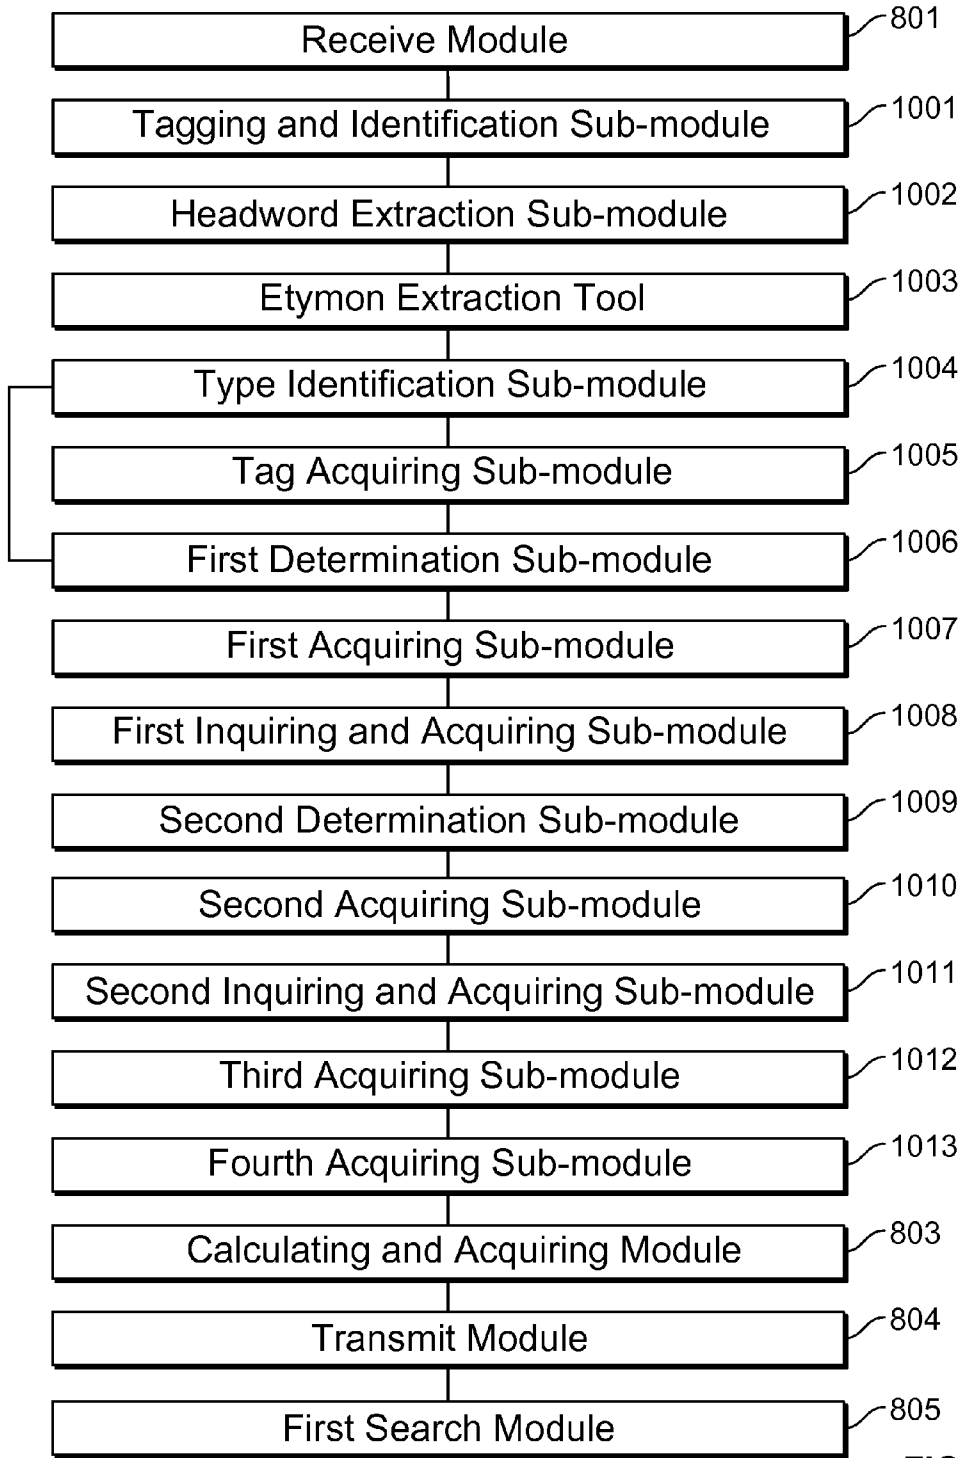 Receive Module
801
Tagging and Identification Sub-module
1001
Headword Extraction Sub-module
1002
Etymon Extraction Tool
1003
Type Identification Sub-module
1004
Tag Acquiring Sub-module
1005
First Determination Sub-module
1006
First Acquiring Sub-module
1007
First Inquiring and Acquiring Sub-module
1008
Second Determination Sub-module
1009
Second Acquiring Sub-module
1010
Second Inquiring and Acquiring Sub-module
1011
Third Acquiring Sub-module
1012
Fourth Acquiring Sub-module
1013
Calculating and Acquiring Module
803
Transmit Module
804
First Search Module
805